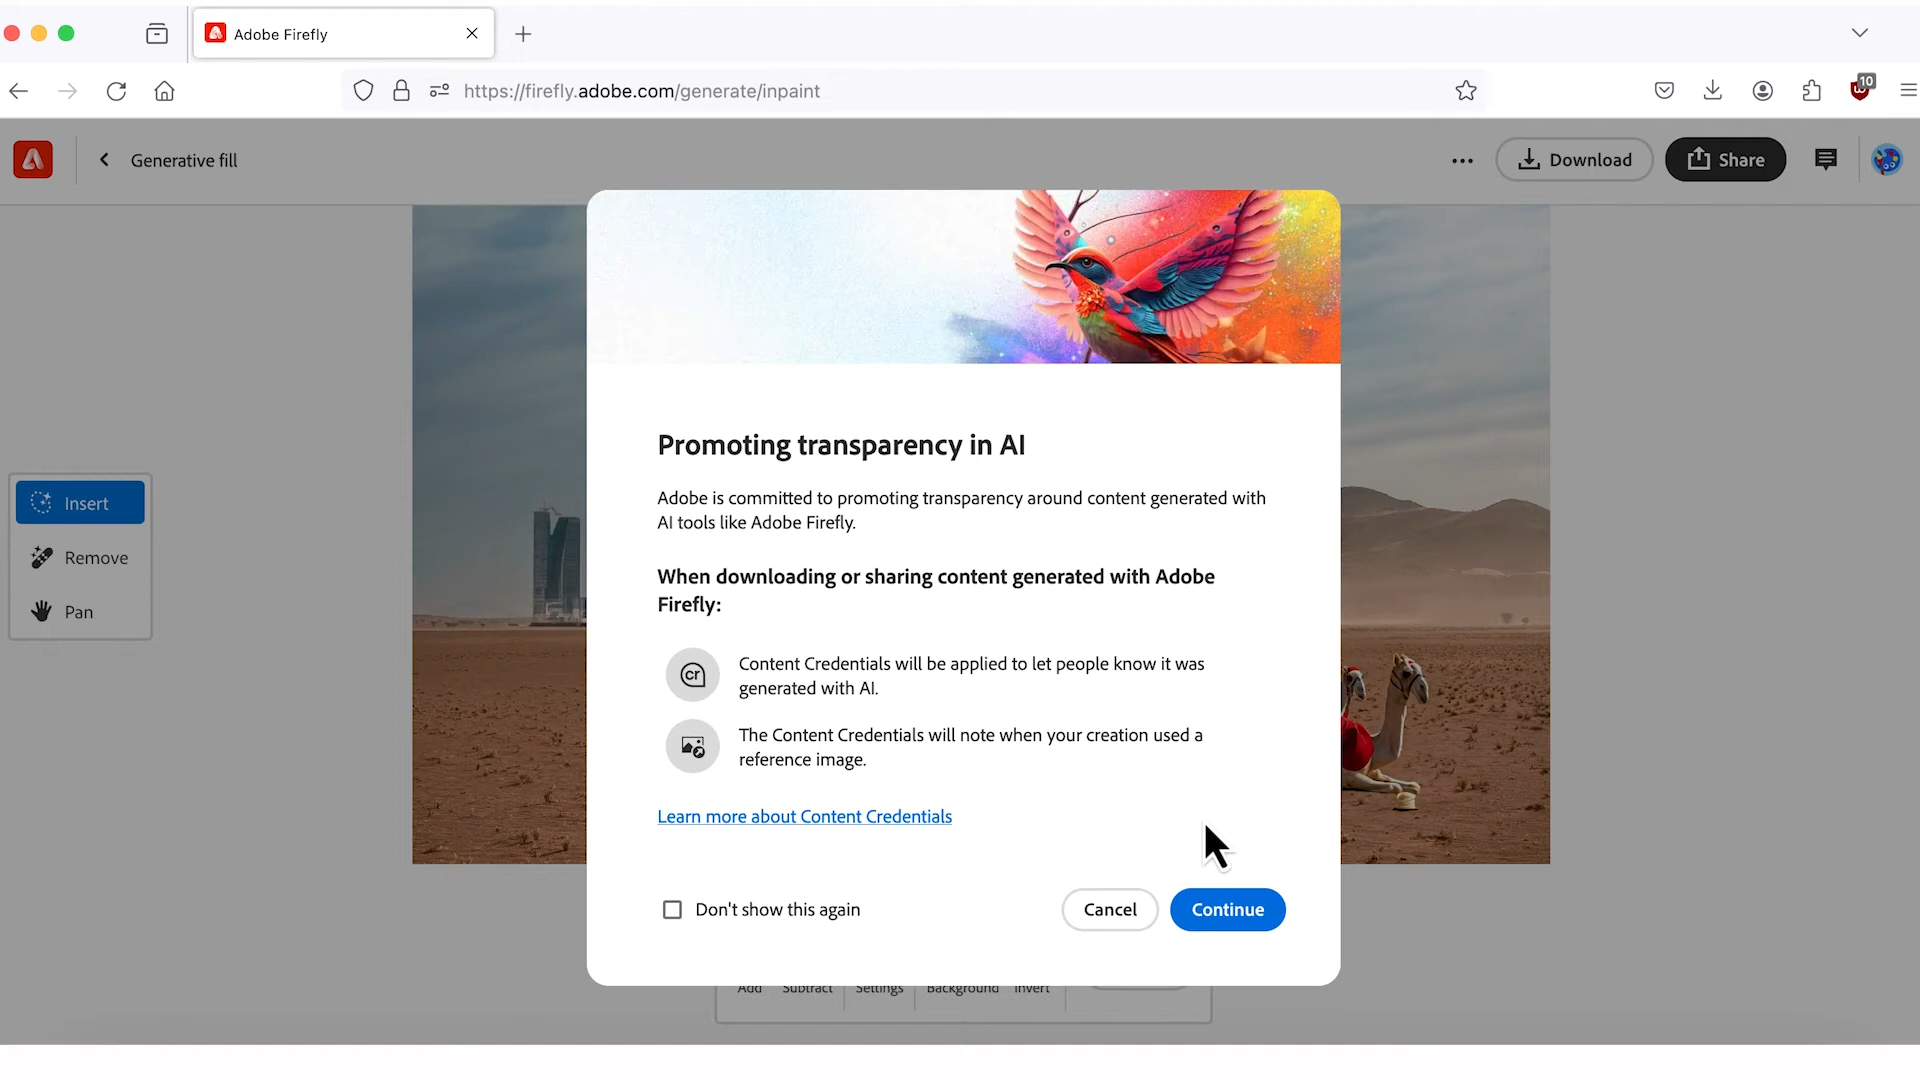 Adobe Firefly
https://firefly.adobe.com/generate/inpaint
10
Generative fill
Download
Share
Promoting transparency in AI
Adobe is committed to promoting transparency around content generated with
AI tools like Adobe Firefly.
When downloading or sharing content generated with Adobe
Firefly:
Insert
Remove
Pan
cr
Content Credentials will be applied to let people know it was
generated with AI.
The Content Credentials will note when your creation used a
reference image.
Learn more about Content Credentials
Don't show this again
Cancel
Continue
Add
Subtract
Settings
Background
Invert